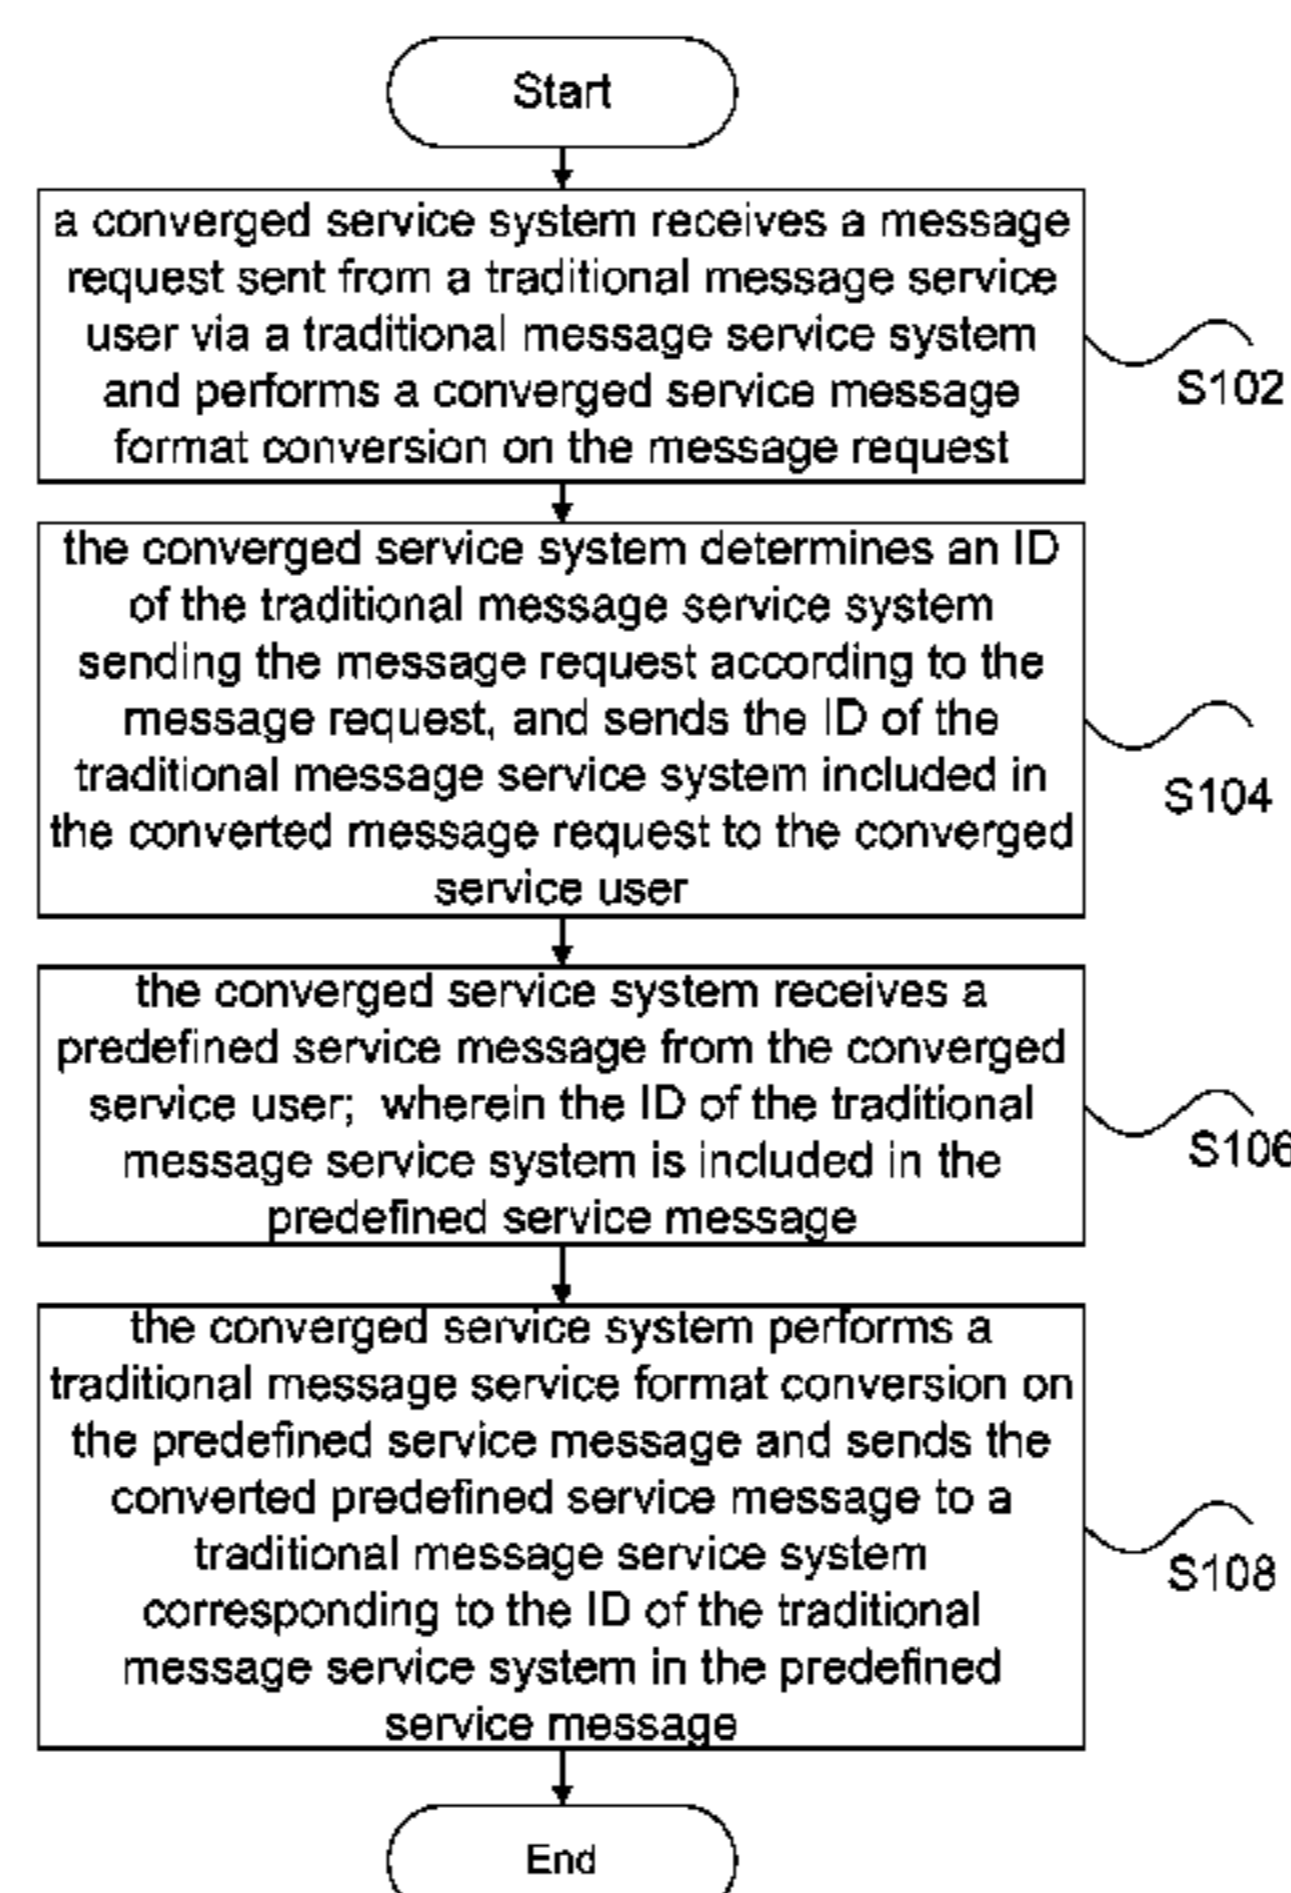 Start
a converged service system receives a message
request sent from a traditional message service
user via a traditional message service system
and performs a converged service message
format conversion on the message request
S102
the converged service system determines an ID
of the traditional message service system
sending the message request according to the
message request, and sends the ID of the
traditional message service system included in
the converted message request to the converged
service user
S104
the converged service system receives a
predefined service message from the converged
service user;  wherein the ID of the traditional
message service system is included in the
predefined service message
S106
the converged service system performs a
traditional message service format conversion on
the predefined service message and sends the
converted predefined service message to a
traditional message service system
corresponding to the ID of the traditional
message service system in the predefined
service message
S108
End